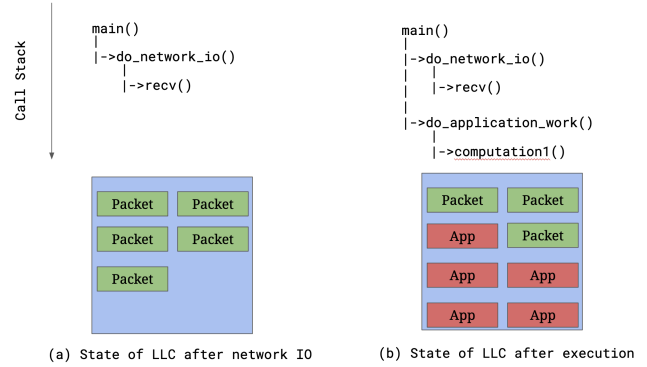 Call Stack
main()
|
|->do_network_io()
|
|->recv()
Packet Packet
Packet Packet
Packet
(a) State of LLC after network IO
main()
|
|->do_network_io()
| |
| |->recv()
|
|->do_application_work()
|
|->computation1()
Packet Packet
App Packet
App App
App App
(b) State of LLC after execution